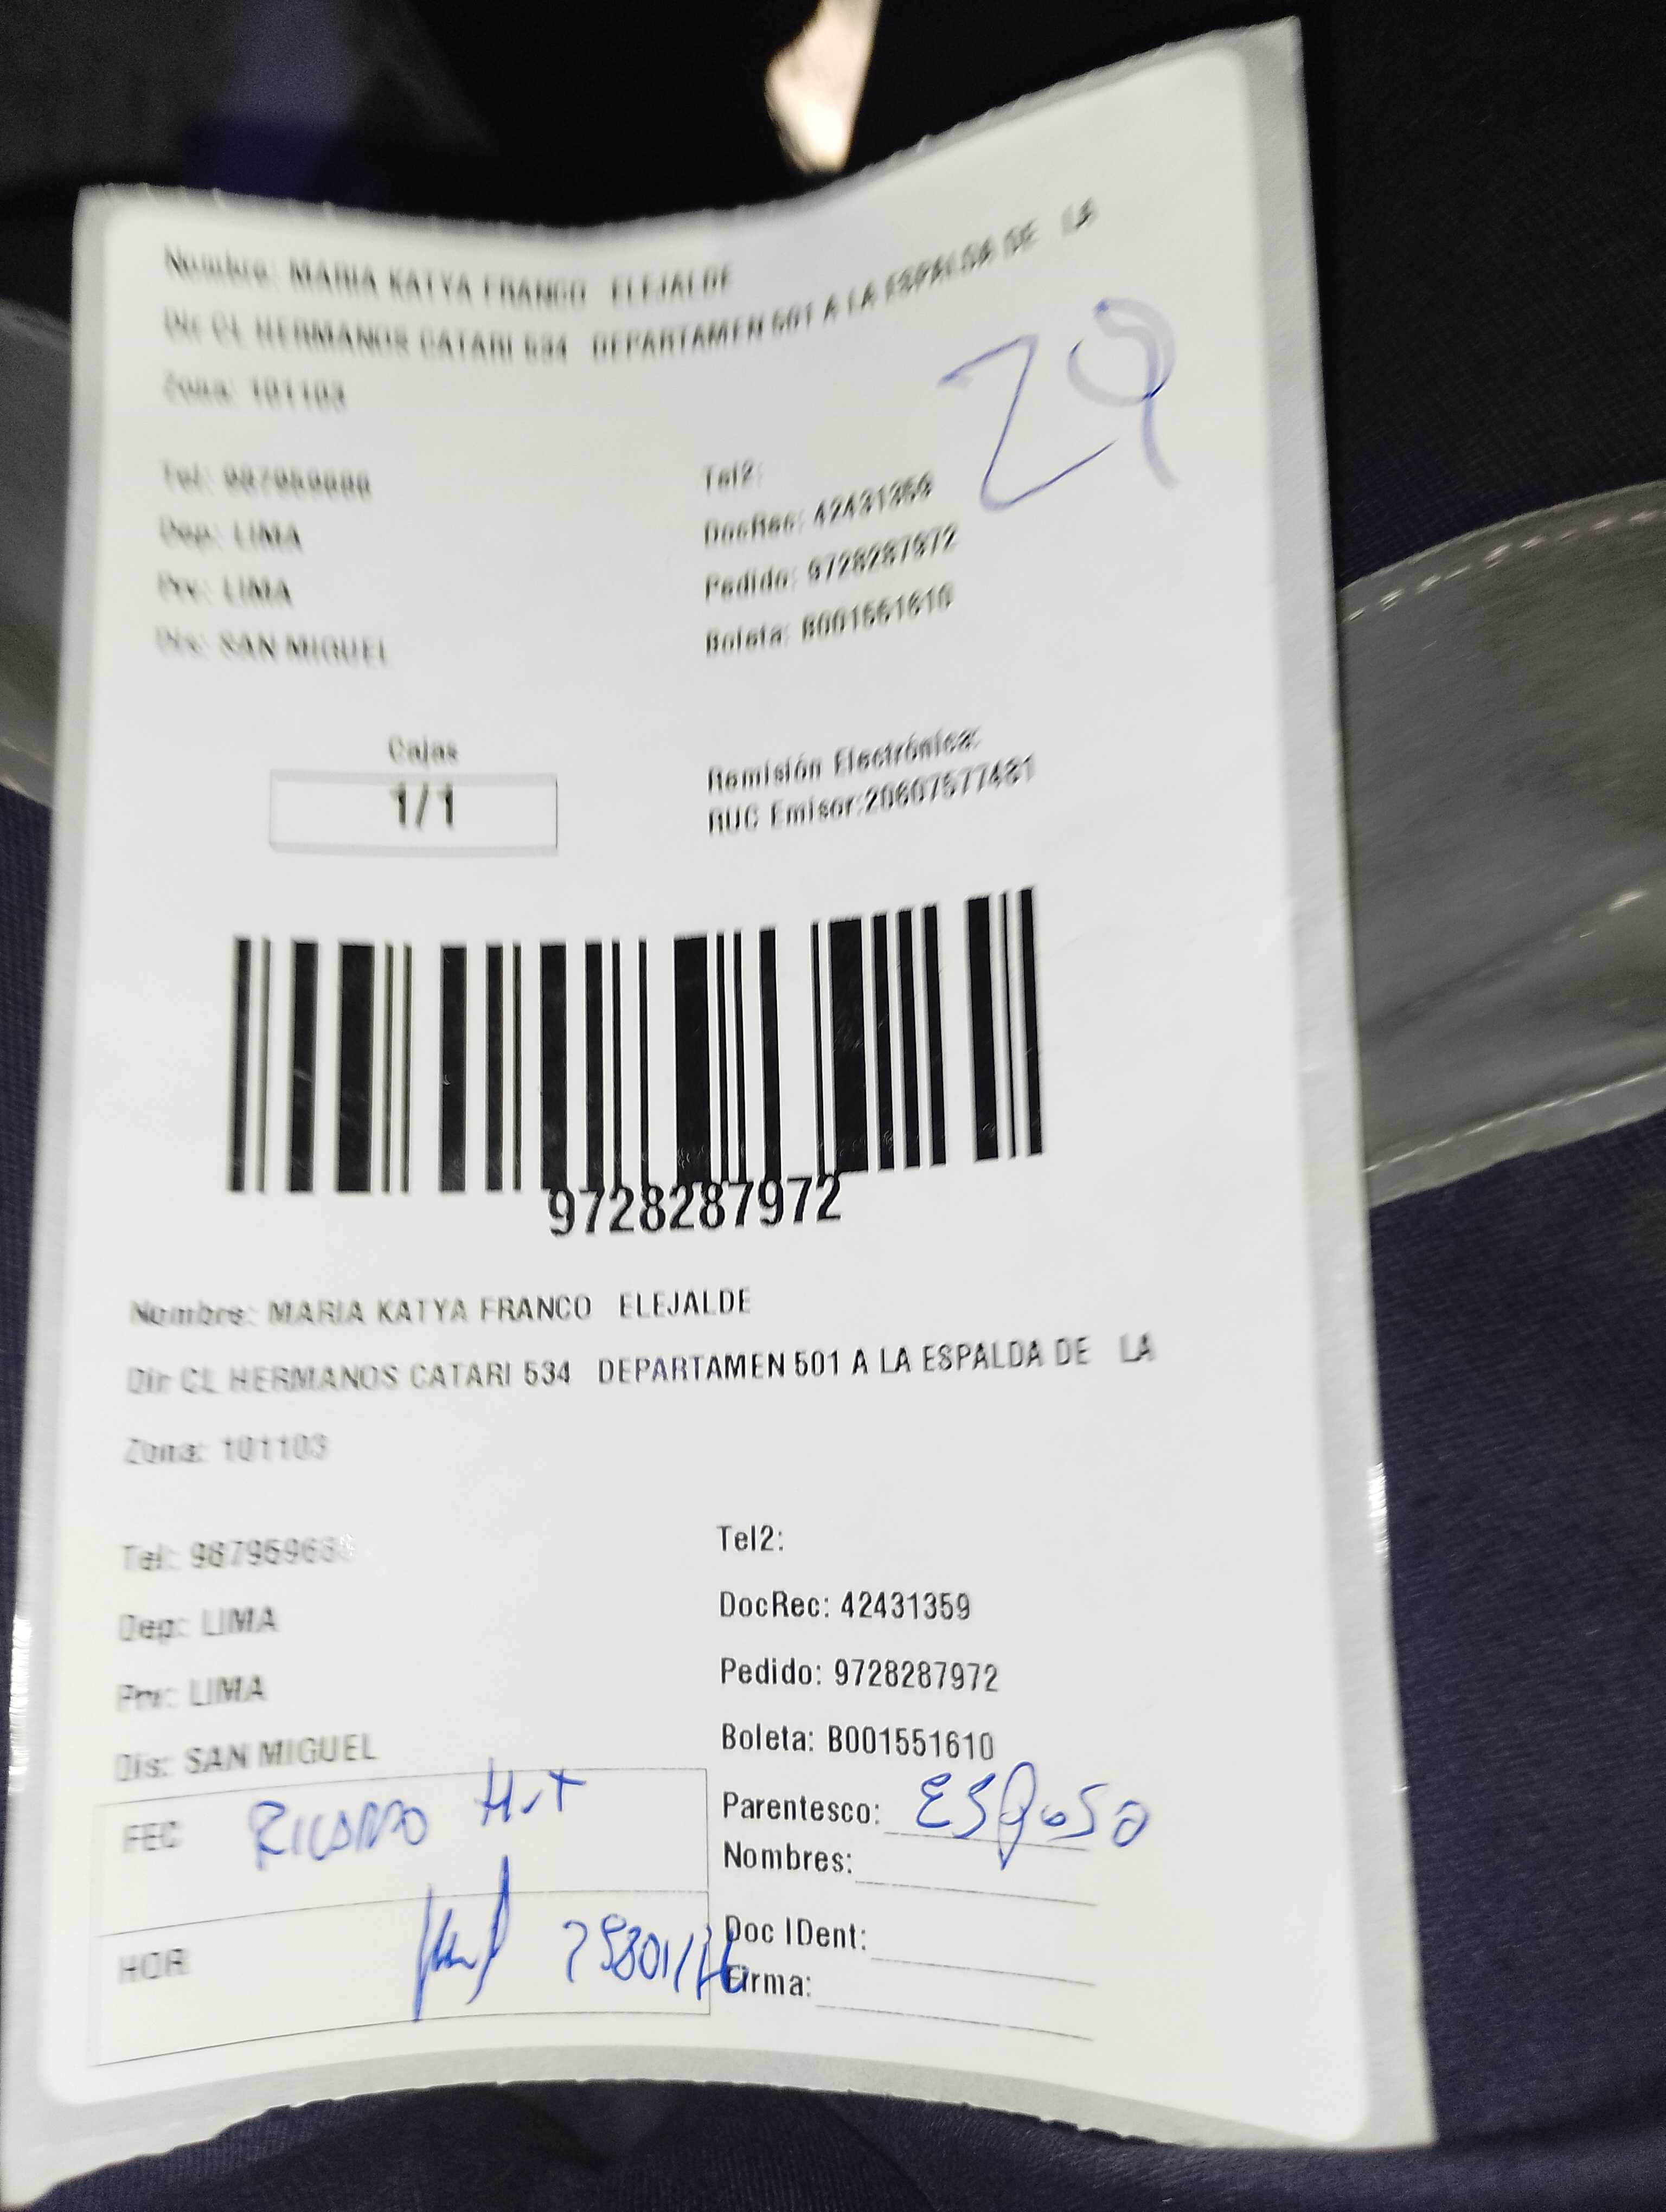 Nombre: MARIA KATYA FRANCO ELEJALDE
Dir: CL HERMANOS CATARI 534 DEPARTAMEN 501 A LA ESPALDA DE LA
Zona: 101103
29
Tel:
Tel2:
Dep: LIMA
DocRec: 42431359
Prv: LIMA
Pedido: 9728287972
Dis: SAN MIGUEL
Boleta: B001551610
Cajas
1/1
Remisión Electrónica:
RUC Emisor:20607577431
9728287972
Nombre: MARIA KATYA FRANCO ELEJALDE
Dir: CL HERMANOS CATARI 534 DEPARTAMEN 501 A LA ESPALDA DE LA
Zona: 101103
Tel:
Tel2:
Dep: LIMA
DocRec: 42431359
Prv: LIMA
Pedido: 9728287972
Dis: SAN MIGUEL
Boleta: B001551610
FEC RICARDO
Parentesco: ESPOSO
Nombres:
HOR
Doc IDent:
Firma: